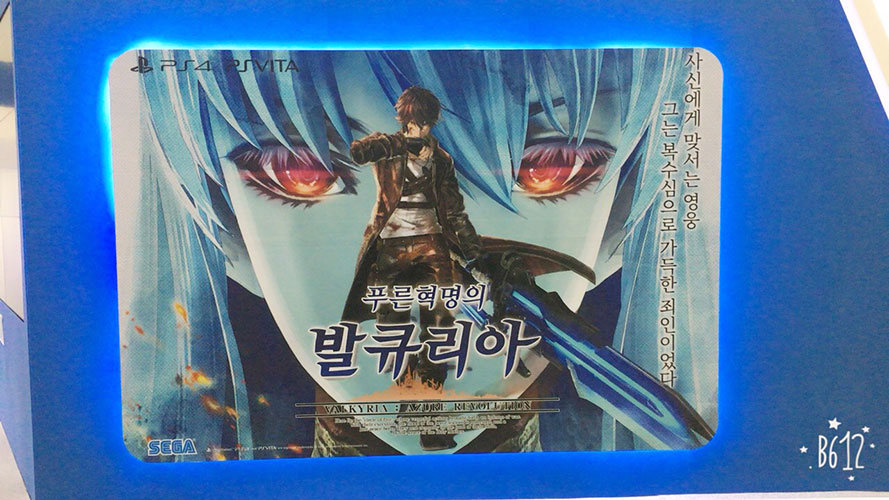 PS4 PSVITA
사신에게 맞서는 영웅
그는 복수심으로 가득한 죄인이었다
푸른혁명의
발큐리아
VALKYRIA : AZURE REVOLUTION
SEGA
B612